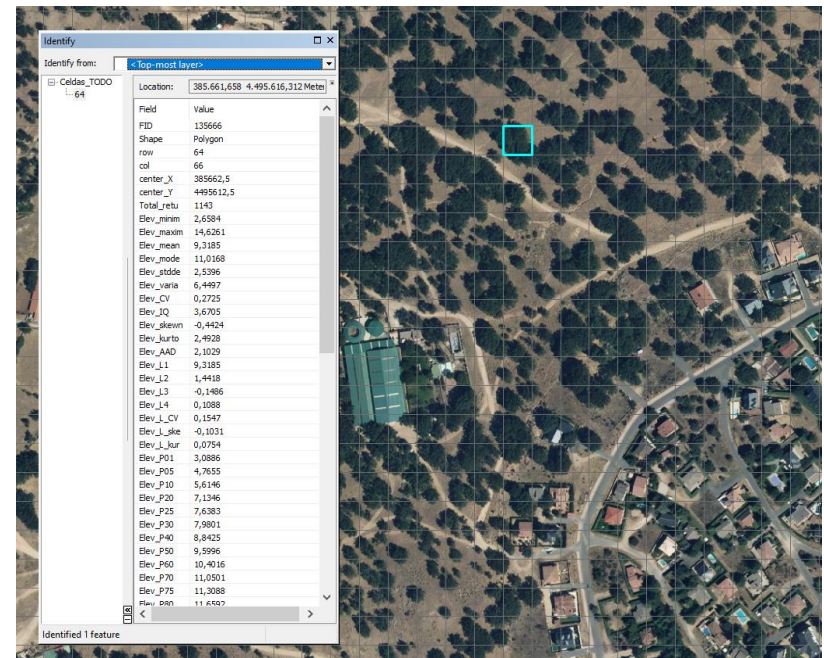 Identify
Identify from: <Top-most layer>
Celdas_TODO
64
Location: 385.661,658 4.495.616,312 Meter
Field Value
FID 135666
Shape Polygon
row 64
col 66
center_X 385662,5
center_Y 4495612,5
Total_retu 1143
Elev_minim 2,6584
Elev_maxim 14,6261
Elev_mean 9,3185
Elev_mode 11,0168
Elev_stdde 2,5396
Elev_varia 6,4497
Elev_CV 0,2725
Elev_IQ 3,6705
Elev_skewn -0,4424
Elev_kurto 2,4928
Elev_AAD 2,1029
Elev_L1 9,3185
Elev_L2 1,4418
Elev_L3 -0,1486
Elev_L4 0,1088
Elev_L_CV 0,1547
Elev_L_ske -0,1031
Elev_L_kur 0,0754
Elev_P01 3,0886
Elev_P05 4,7655
Elev_P10 5,6146
Elev_P20 7,1346
Elev_P25 7,6383
Elev_P30 7,9801
Elev_P40 8,8425
Elev_P50 9,5996
Elev_P60 10,4016
Elev_P70 11,0501
Elev_P75 11,3088
Elev_P80 11,6592
Identified 1 feature